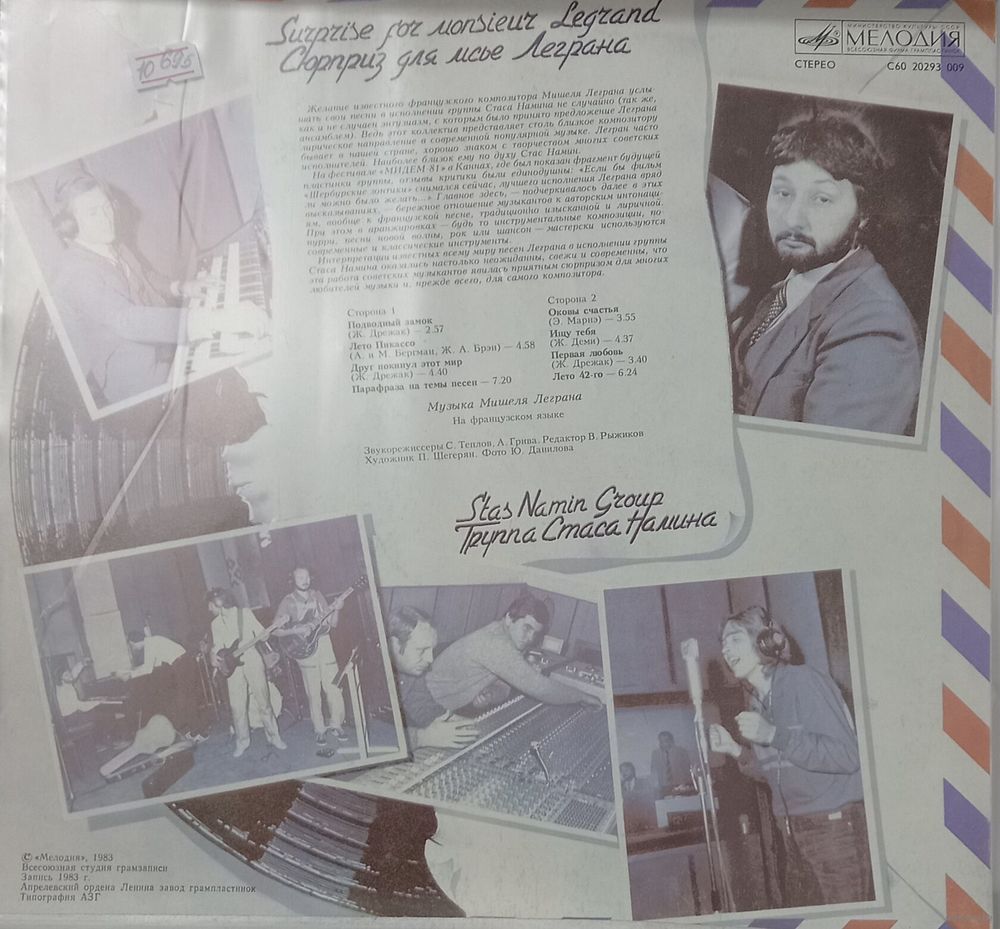 Surprise for monsieur Legrand
Сюрприз для мсье Леграна
МИНИСТЕРСТВО КУЛЬТУРЫ СССР
МЕЛОДИЯ
ВСЕСОЮЗНАЯ ФИРМА ГРАМПЛАСТИНОК
СТЕРЕО
С60 20293 009
Желание известного французского композитора Мишеля Леграна услы-
шать свои песни в исполнении группы Стаса Намина не случайно (так же,
как и не случаен энтузиазм, с которым было принято предложение Леграна
ансамблем). Ведь этот коллектив представляет столь близкое композитору
лирическое направление в современной популярной музыке. Легран часто
бывает в нашей стране, хорошо знаком с творчеством многих советских
исполнителей. Наиболее близок ему по духу Стас Намин.
На фестивале «МИДЕМ-81» в Каннах, где был показан фрагмент будущей
пластинки группы, отзывы критики были единодушны: «Если бы фильм
«Шербурские зонтики» снимался сейчас, лучшего исполнения Леграна вряд
ли можно было желать...» Главное здесь, — подчеркивалось далее в этих
высказываниях, — бережное отношение музыкантов к авторским интонаци-
ям, вообще к французской песне, традиционно изысканной и лиричной.
При этом в аранжировках — будь то инструментальные композиции, по-
пурри, песни новой волны, рок или шансон — мастерски используются
современные и классические инструменты.
Интерпретации известных всему миру песен Леграна в исполнении группы
Стаса Намина оказались настолько неожиданны, свежи и современны, что
эта работа советских музыкантов явилась приятным сюрпризом для многих
любителей музыки и, прежде всего, для самого композитора.
Сторона 1
Подводный замок
(Ж. Дрежак) — 2.57
Лето Пикассо
(А. и М. Бергман, Ж. А. Брэи) — 4.58
Друг покинул этот мир
(Ж. Дрежак) — 4.40
Парафраза на темы песен — 7.20
Сторона 2
Оковы счастья
(Э. Марнэ) — 3.55
Ищу тебя
(Ж. Деми) — 4.37
Первая любовь
(Ж. Дрежак) — 3.40
Лето 42-го — 6.24
Музыка Мишеля Леграна
На французском языке
Звукорежиссеры С. Теплов, А. Грива. Редактор В. Рыжиков
Художник П. Шегерян. Фото Ю. Данилова
Stas Namin Group
Группа Стаса Намина
© «Мелодия», 1983
Всесоюзная студия грамзаписи
Запись 1983 г.
Апрелевский ордена Ленина завод грампластинок
Типография АЗГ